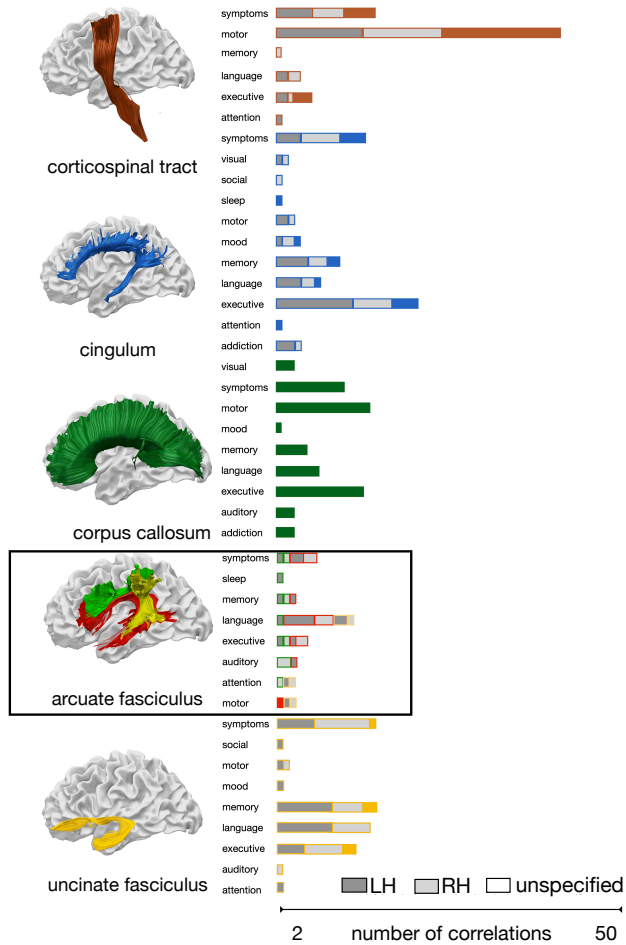 symptoms
motor
memory
language
executive
attention
corticospinal tract
symptoms
visual
social
sleep
motor
mood
memory
language
executive
attention
addiction
cingulum
visual
symptoms
motor
mood
memory
language
executive
auditory
addiction
corpus callosum
symptoms
sleep
memory
language
executive
auditory
attention
motor
arcuate fasciculus
symptoms
social
motor
mood
memory
language
executive
auditory
attention
uncinate fasciculus
LH RH unspecified
2 number of correlations 50